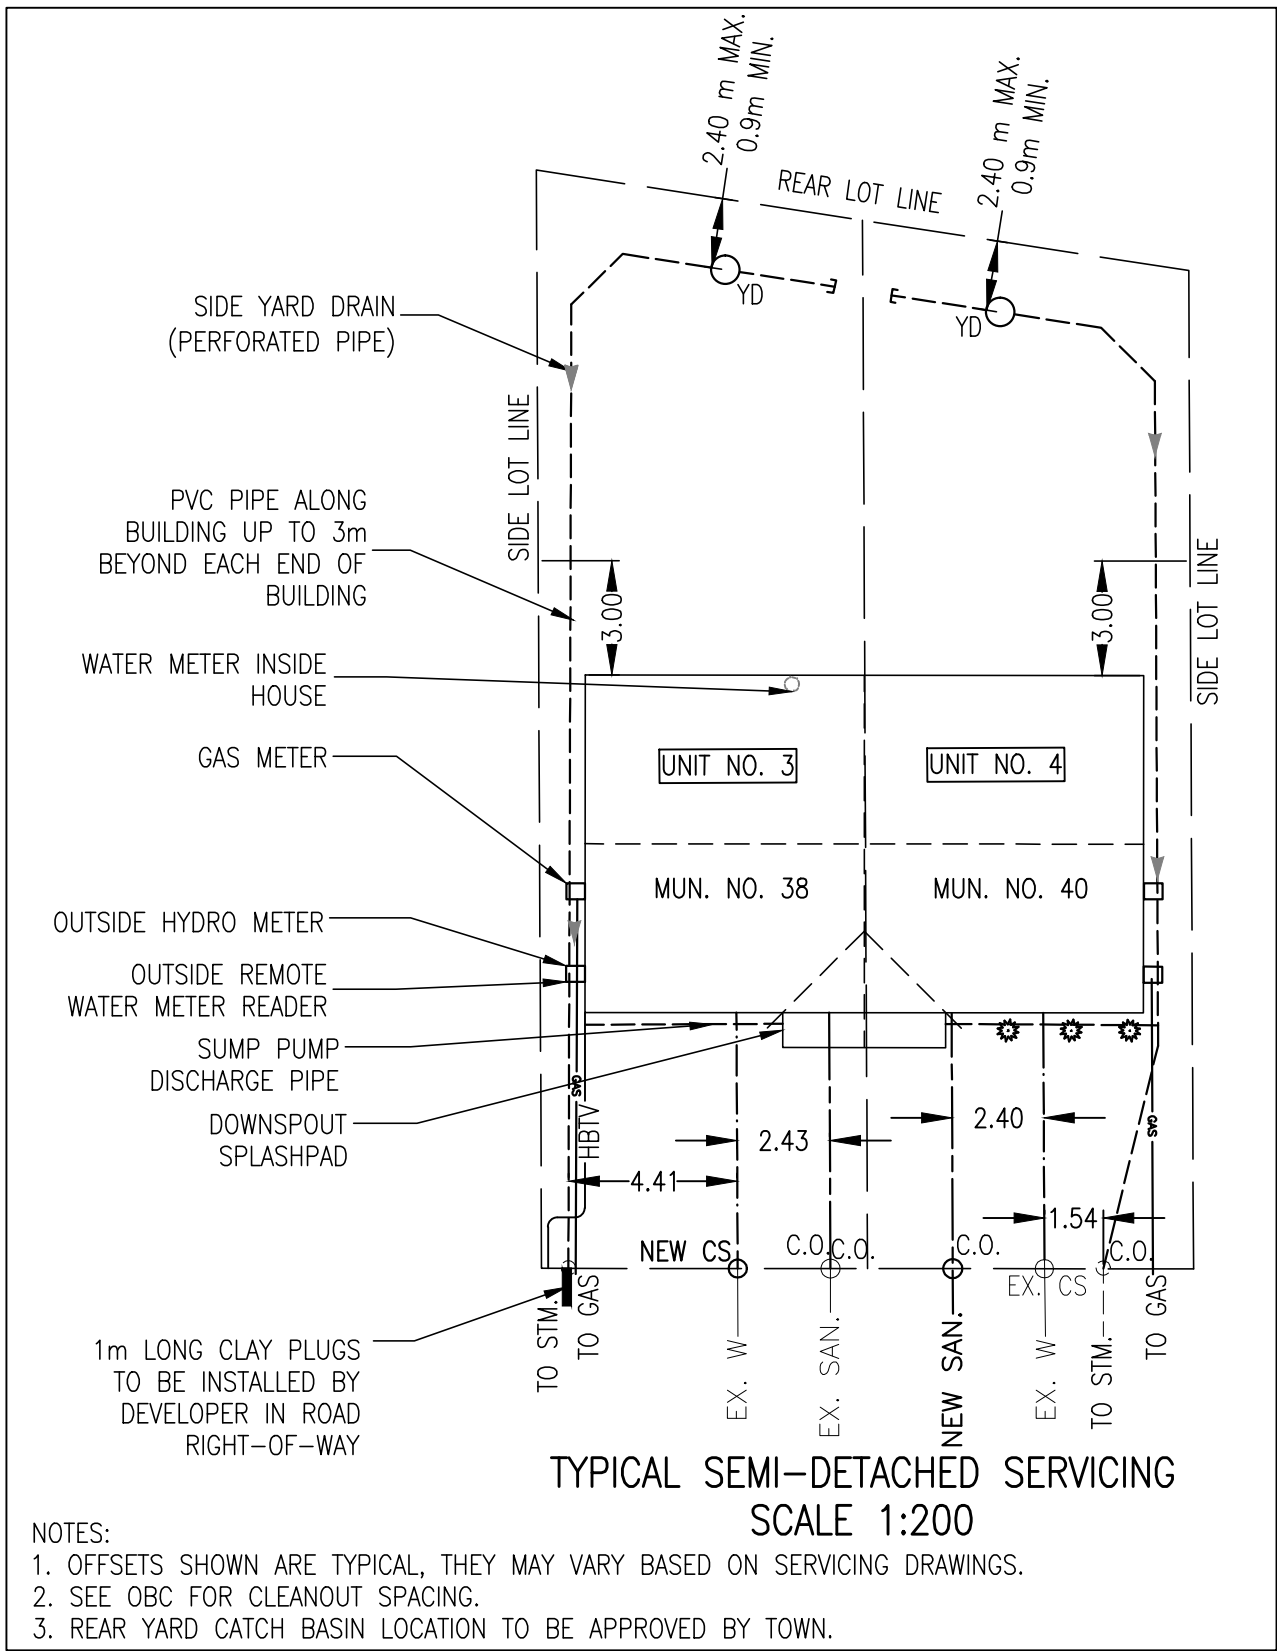 2.40 m MAX.
0.9m MIN.
2.40 m MAX.
0.9m MIN.
REAR LOT LINE
YD
YD
SIDE YARD DRAIN
(PERFORATED PIPE)
SIDE LOT LINE
PVC PIPE ALONG
BUILDING UP TO 3m
BEYOND EACH END OF
BUILDING
3.00
3.00
SIDE LOT LINE
WATER METER INSIDE
HOUSE
GAS METER
UNIT NO. 3
UNIT NO. 4
MUN. NO. 38
MUN. NO. 40
OUTSIDE HYDRO METER
OUTSIDE REMOTE
WATER METER READER
SUMP PUMP
DISCHARGE PIPE
DOWNSPOUT
SPLASHPAD
GAS
HBTV
GAS
2.43
2.40
4.41
1.54
NEW CS
C.O.
C.O.
C.O.
C.O.
EX. CS
TO STM.
TO GAS
EX. W
EX. SAN.
NEW SAN.
EX. W
TO STM.
TO GAS
1m LONG CLAY PLUGS
TO BE INSTALLED BY
DEVELOPER IN ROAD
RIGHT-OF-WAY
TYPICAL SEMI-DETACHED SERVICING
SCALE 1:200
NOTES:
1. OFFSETS SHOWN ARE TYPICAL, THEY MAY VARY BASED ON SERVICING DRAWINGS.
2. SEE OBC FOR CLEANOUT SPACING.
3. REAR YARD CATCH BASIN LOCATION TO BE APPROVED BY TOWN.